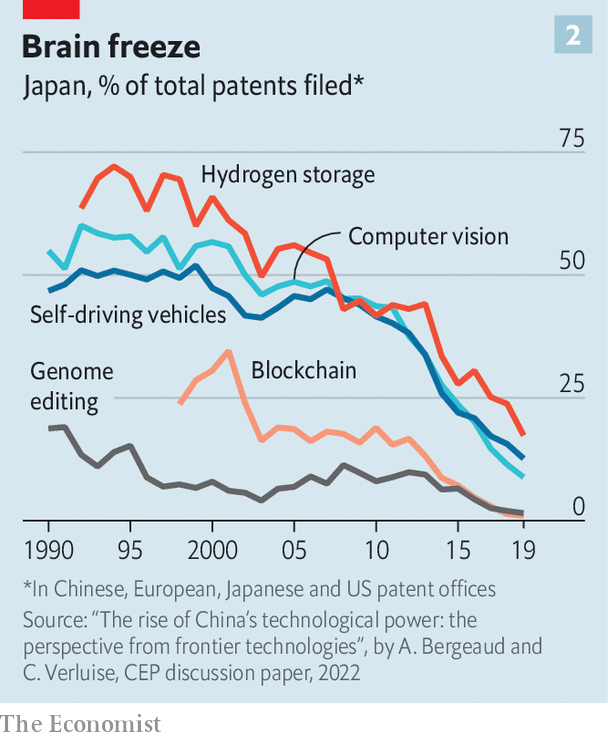 Brain freeze
2
Japan, % of total patents filed*
75
Hydrogen storage
Computer vision
50
Self-driving vehicles
Genome
editing
Blockchain
25
0
1990 95 2000 05 10 15 19
*In Chinese, European, Japanese and US patent offices
Source: “The rise of China’s technological power: the
perspective from frontier technologies”, by A. Bergeaud and
C. Verluise, CEP discussion paper, 2022
The Economist